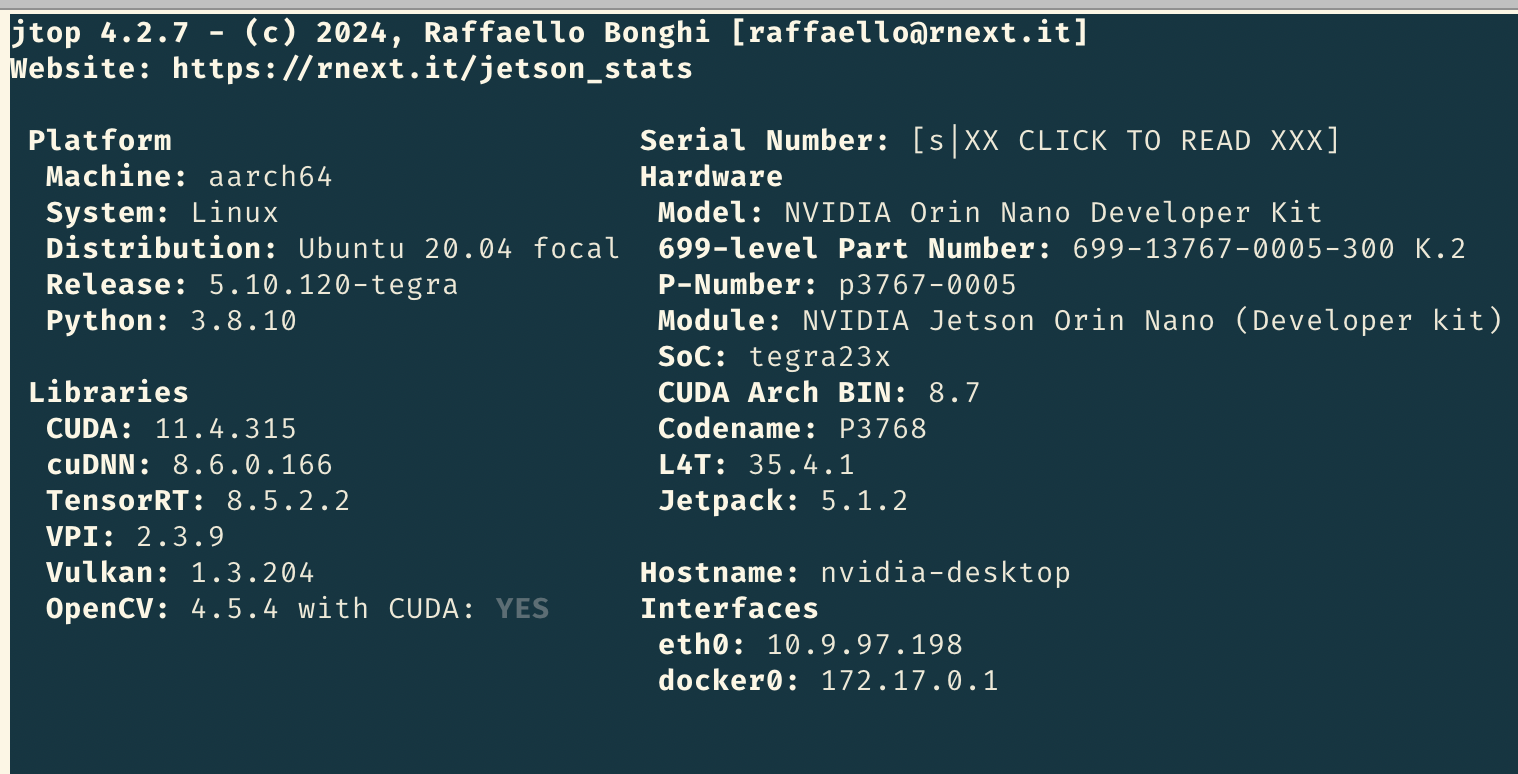 jtop 4.2.7 - (c) 2024, Raffaello Bonghi [raffaello@rnext.it]
Website: https://rnext.it/jetson_stats
Platform
Machine: aarch64
System: Linux
Distribution: Ubuntu 20.04 focal
Release: 5.10.120-tegra
Python: 3.8.10
Libraries
CUDA: 11.4.315
cuDNN: 8.6.0.166
TensorRT: 8.5.2.2
VPI: 2.3.9
Vulkan: 1.3.204
OpenCV: 4.5.4 with CUDA: YES
Serial Number: [s|XX CLICK TO READ XXX]
Hardware
Model: NVIDIA Orin Nano Developer Kit
699-level Part Number: 699-13767-0005-300 K.2
P-Number: p3767-0005
Module: NVIDIA Jetson Orin Nano (Developer kit)
SoC: tegra23x
CUDA Arch BIN: 8.7
Codename: P3768
L4T: 35.4.1
Jetpack: 5.1.2
Hostname: nvidia-desktop
Interfaces
eth0: 10.9.97.198
docker0: 172.17.0.1